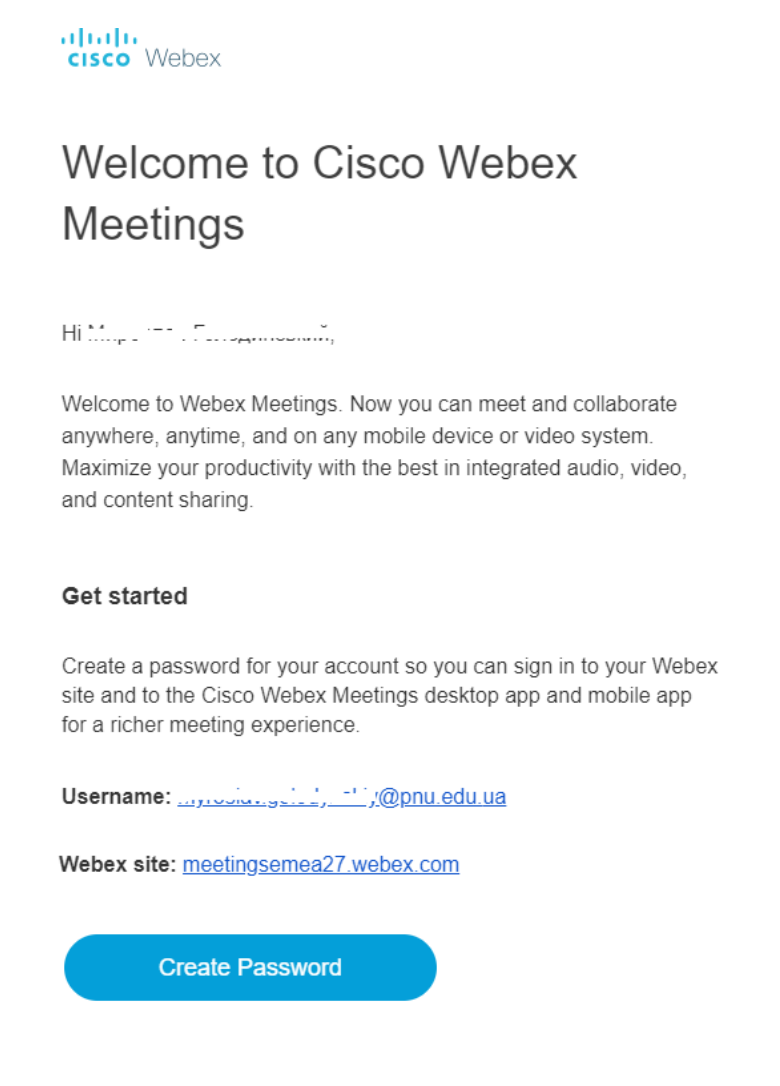 CISCO Webex
Welcome to Cisco Webex
Meetings
Hi
Welcome to Webex Meetings. Now you can meet and collaborate
anywhere, anytime, and on any mobile device or video system.
Maximize your productivity with the best in integrated audio, video,
and content sharing.
Get started
Create a password for your account so you can sign in to your Webex
site and to the Cisco Webex Meetings desktop app and mobile app
for a richer meeting experience.
Username: @pnu.edu.ua
Webex site: meetingsemea27.webex.com
Create Password